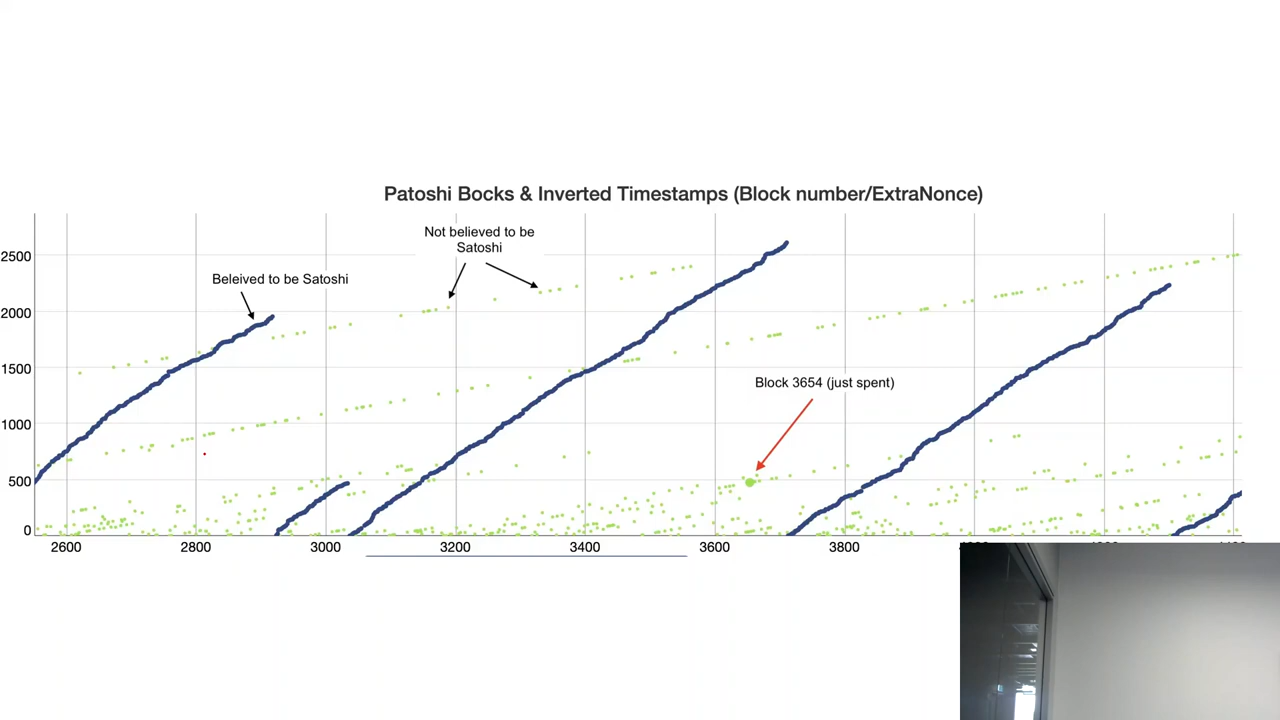 Patoshi Bocks & Inverted Timestamps (Block number/ExtraNonce)
Not believed to be
Satoshi
Beleived to be Satoshi
Block 3654 (just spent)
2500
2000
1500
1000
500
0
2600 2800 3000 3200 3400 3600 3800